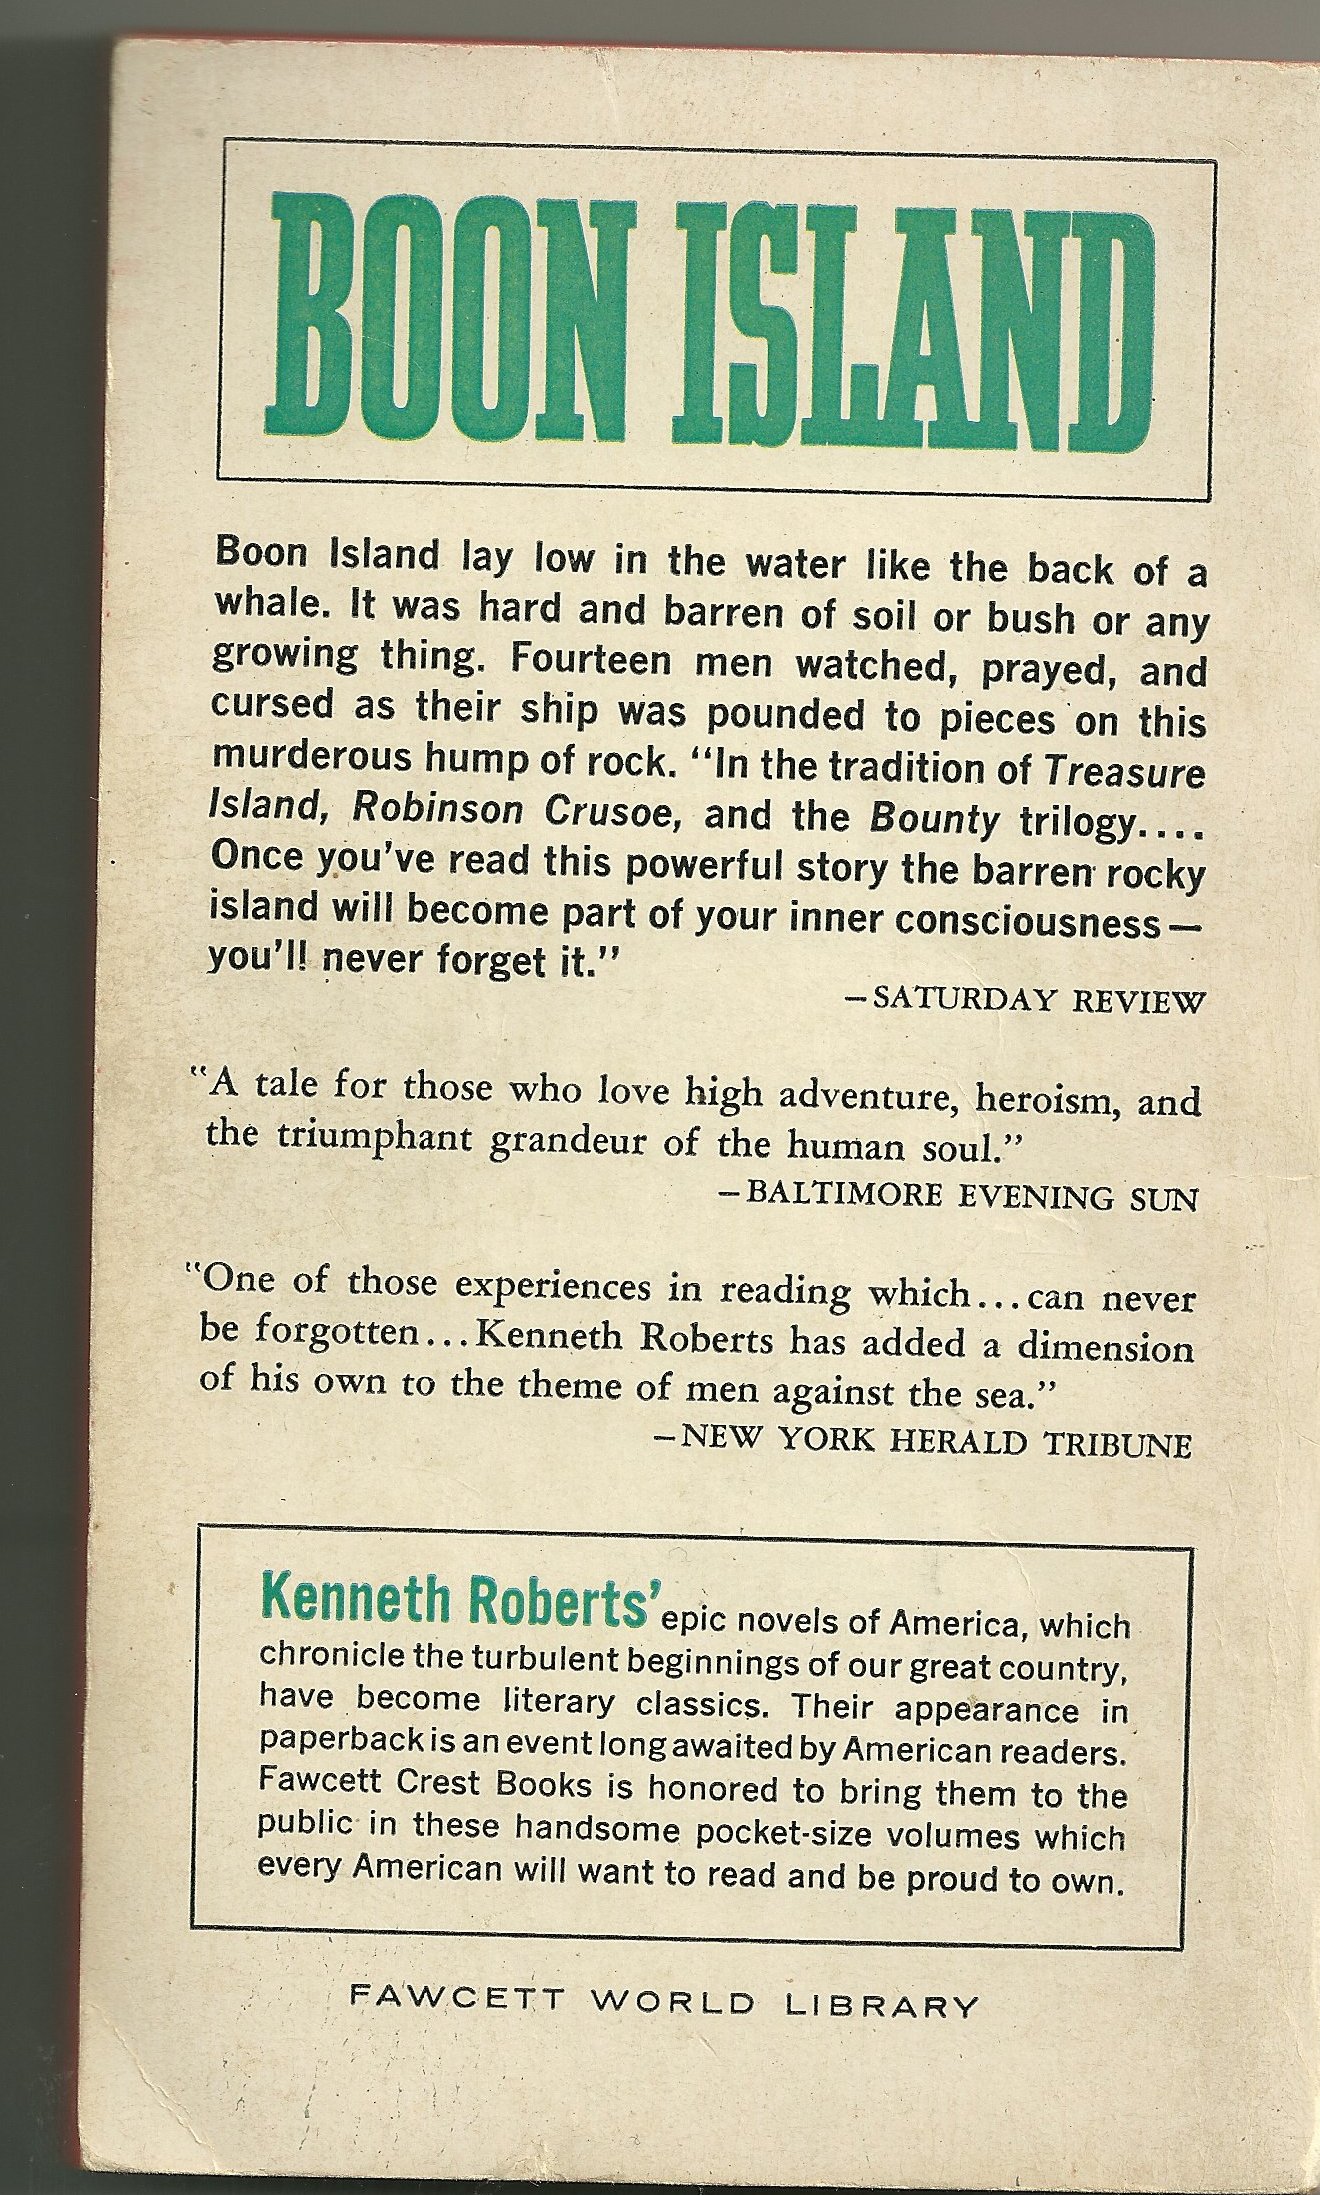 BOON ISLAND
Boon Island lay low in the water like the back of a
whale. It was hard and barren of soil or bush or any
growing thing. Fourteen men watched, prayed, and
cursed as their ship was pounded to pieces on this
murderous hump of rock. “In the tradition of Treasure
Island, Robinson Crusoe, and the Bounty trilogy....
Once you've read this powerful story the barren rocky
island will become part of your inner consciousness—
you'll never forget it.”
—SATURDAY REVIEW
“A tale for those who love high adventure, heroism, and
the triumphant grandeur of the human soul.”
—BALTIMORE EVENING SUN
“One of those experiences in reading which...can never
be forgotten...Kenneth Roberts has added a dimension
of his own to the theme of men against the sea.”
—NEW YORK HERALD TRIBUNE
Kenneth Roberts’ epic novels of America, which
chronicle the turbulent beginnings of our great country,
have become literary classics. Their appearance in
paperback is an event long awaited by American readers.
Fawcett Crest Books is honored to bring them to the
public in these handsome pocket-size volumes which
every American will want to read and be proud to own.
FAWCETT WORLD LIBRARY